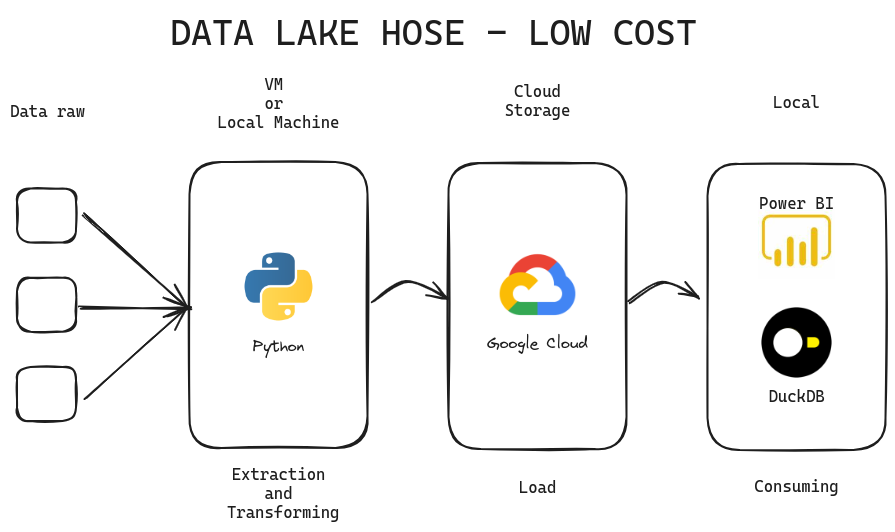 DATA LAKE HOSE - LOW COST
Data raw
VM
or
Local Machine
Cloud
Storage
Local
Python
Google Cloud
Power BI
DuckDB
Extraction
and
Transforming
Load
Consuming